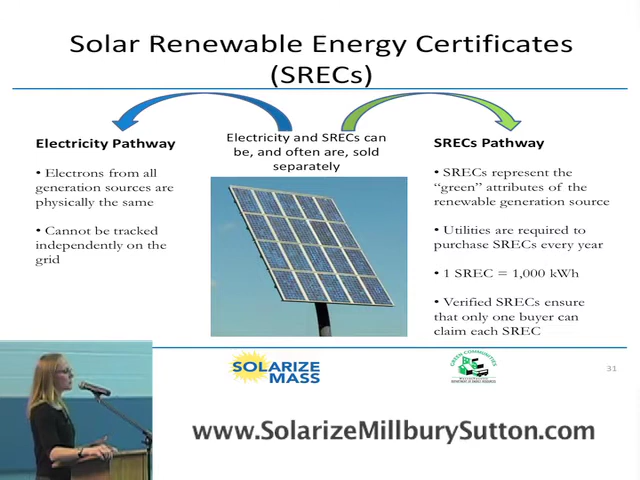 Solar Renewable Energy Certificates
(SRECs)
Electricity Pathway
• Electrons from all
generation sources are
physically the same
• Cannot be tracked
independently on the
grid
Electricity and SRECs can
be, and often are, sold
separately
SRECs Pathway
• SRECs represent the
“green” attributes of the
renewable generation source
• Utilities are required to
purchase SRECs every year
• 1 SREC = 1,000 kWh
• Verified SRECs ensure
that only one buyer can
claim each SREC
SOLARIZE
MASS
GREEN COMMUNITIES
31
www.SolarizeMillburySutton.com